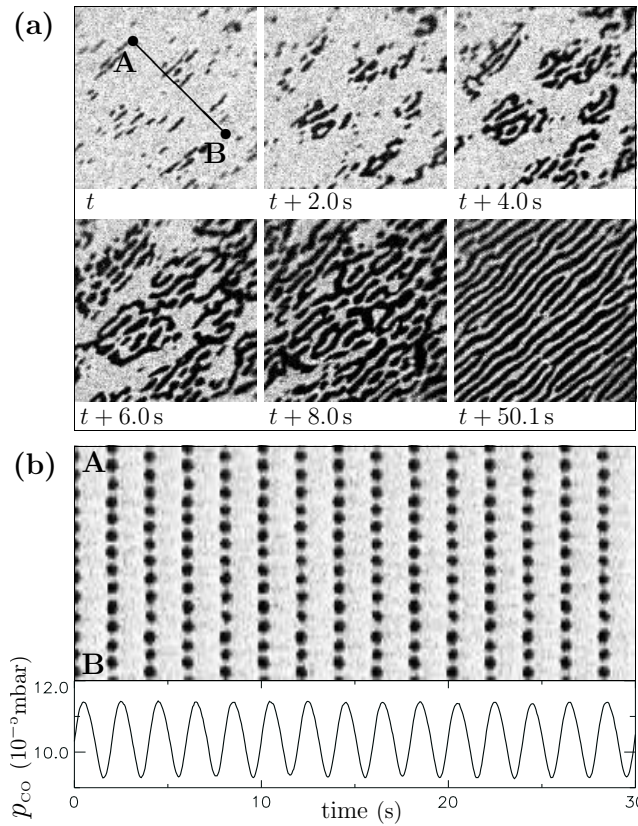 (a)
A
B
t t + 2.0 s t + 4.0 s
t + 6.0 s t + 8.0 s t + 50.1 s
(b)
A
B
12.0
10.0
p_CO (10⁻⁵mbar)
0 10 20 30
time (s)